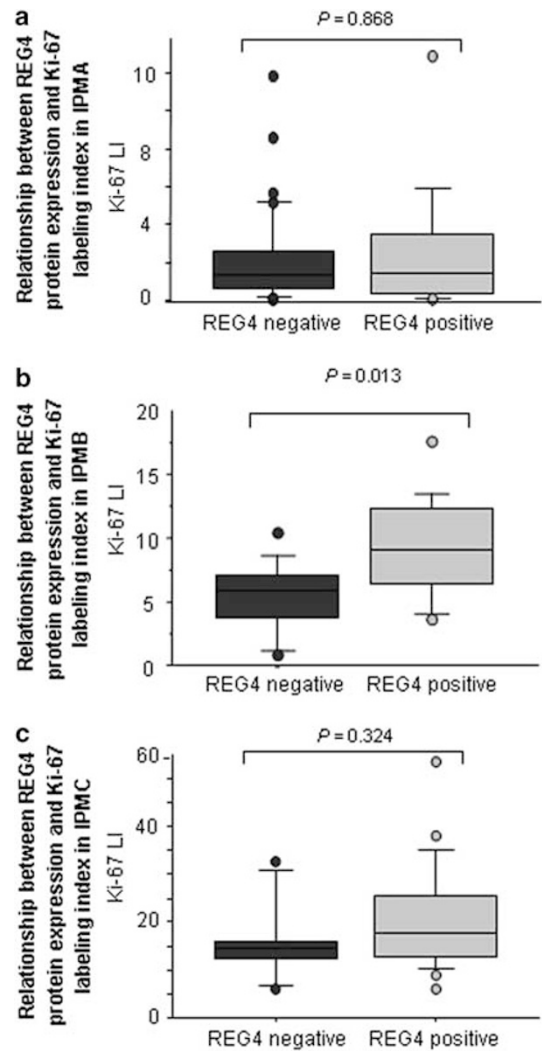 a
P = 0.868
Relationship between REG4
protein expression and Ki-67
labeling index in IPMA
Ki-67 LI
10
8
4
0
REG4 negative REG4 positive
b
P = 0.013
Relationship between REG4
protein expression and Ki-67
labeling index in IPMB
Ki-67 LI
20
15
10
5
0
REG4 negative REG4 positive
c
P = 0.324
Relationship between REG4
protein expression and Ki-67
labeling index in IPMC
Ki-67 LI
60
40
20
0
REG4 negative REG4 positive